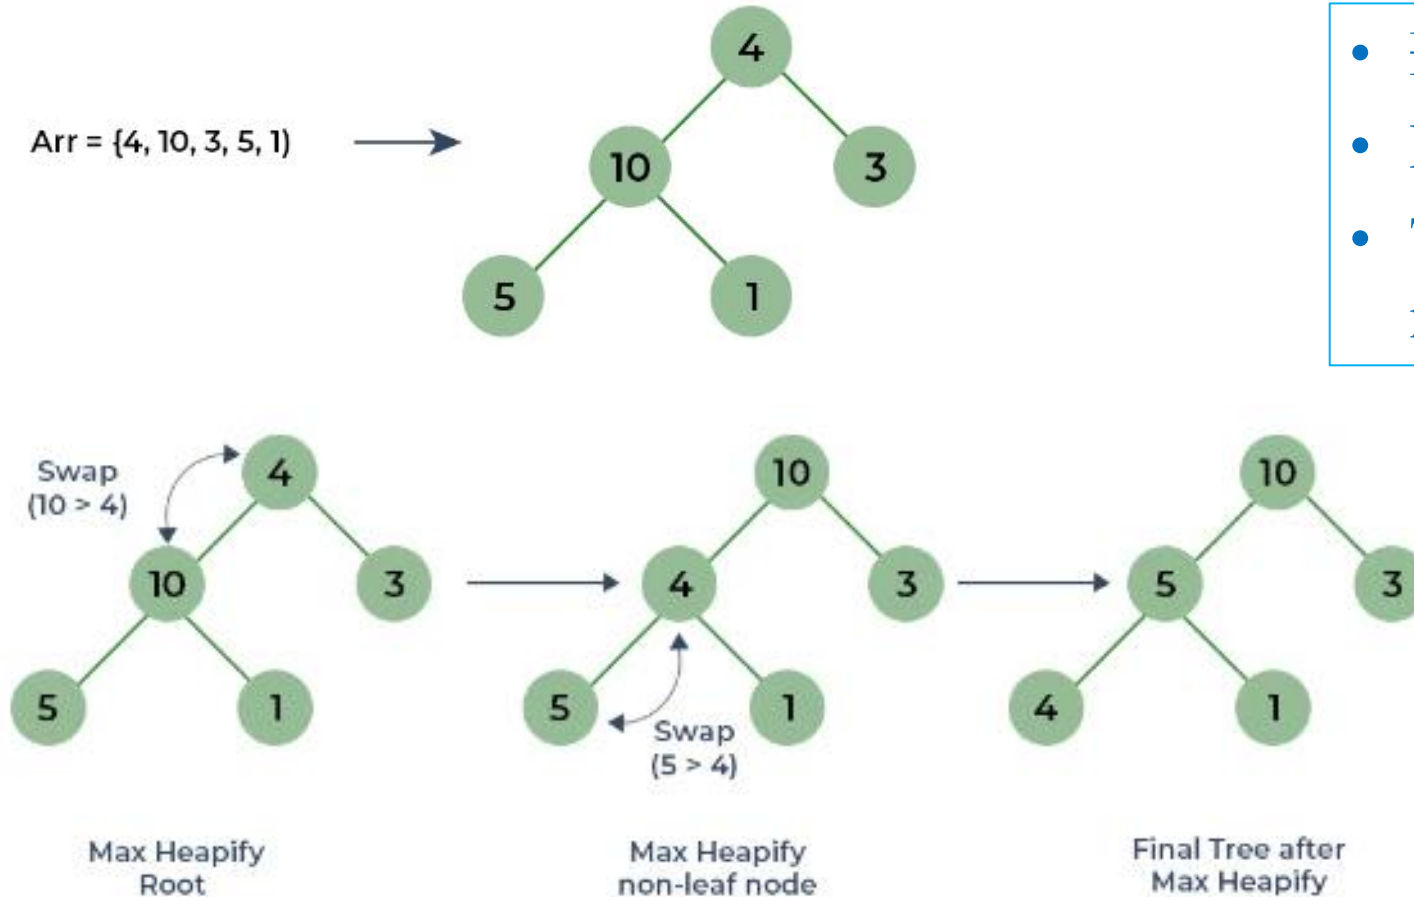 4
Arr = {4, 10, 3, 5, 1)
10
3
5
1
Swap
(10 > 4)
4
10
3
5
1
10
4
3
5
1
Swap
(5 > 4)
10
5
3
4
1
Max Heapify
Root
Max Heapify
non-leaf node
Final Tree after
Max Heapify